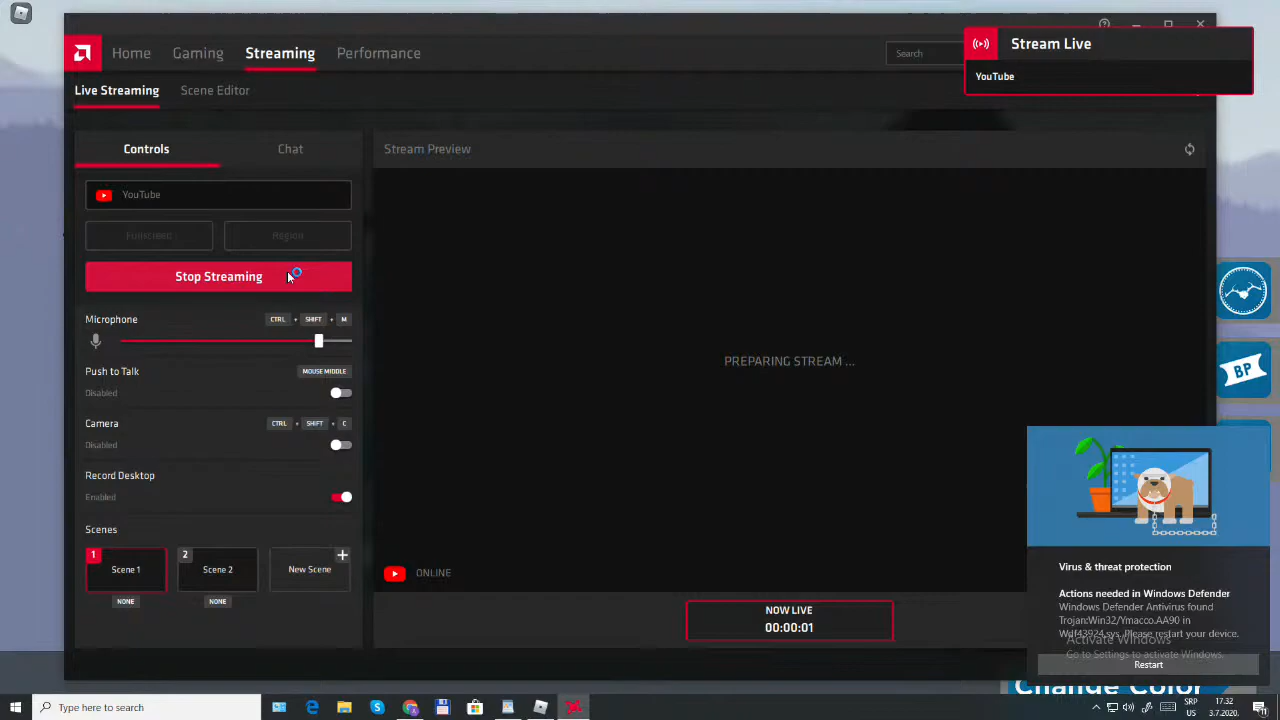 Home Gaming Streaming Performance
Search
Stream Live
YouTube
Live Streaming Scene Editor
Controls Chat
Stream Preview
YouTube
Fullscreen Region
Stop Streaming
Microphone CTRL + SHIFT + M
Push to Talk MOUSE MIDDLE
Disabled
PREPARING STREAM ...
Camera CTRL + SHIFT + C
Disabled
Record Desktop
Enabled
Scenes
1 Scene 1
2 Scene 2
New Scene +
NONE NONE
ONLINE
NOW LIVE
00:00:01
BP
Virus & threat protection
Actions needed in Windows Defender
Windows Defender Antivirus found
Trojan:Win32/Ymacco.AA90 in
Wdf43924.sys. Please restart your device.
Activate Windows
Go to Settings to activate Windows.
Restart
Change Color
Type here to search
SRP
US
17.32
3.7.2020.